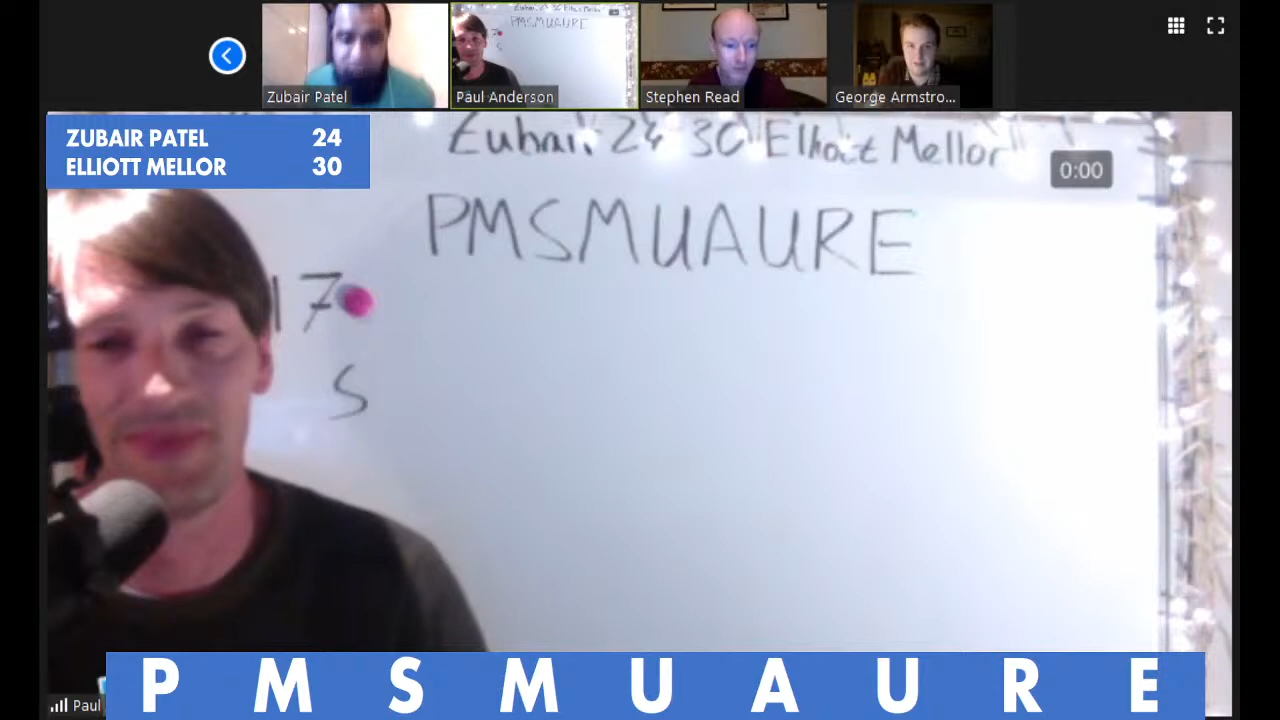 Zubair Patel
Paul Anderson
Stephen Read
George Armstro...
ZUBAIR PATEL 24
ELLIOTT MELLOR 30
Zubair 24 30 Elliott Mellor
0:00
PMSMUAURE
17
S
Paul
P M S M U A U R E